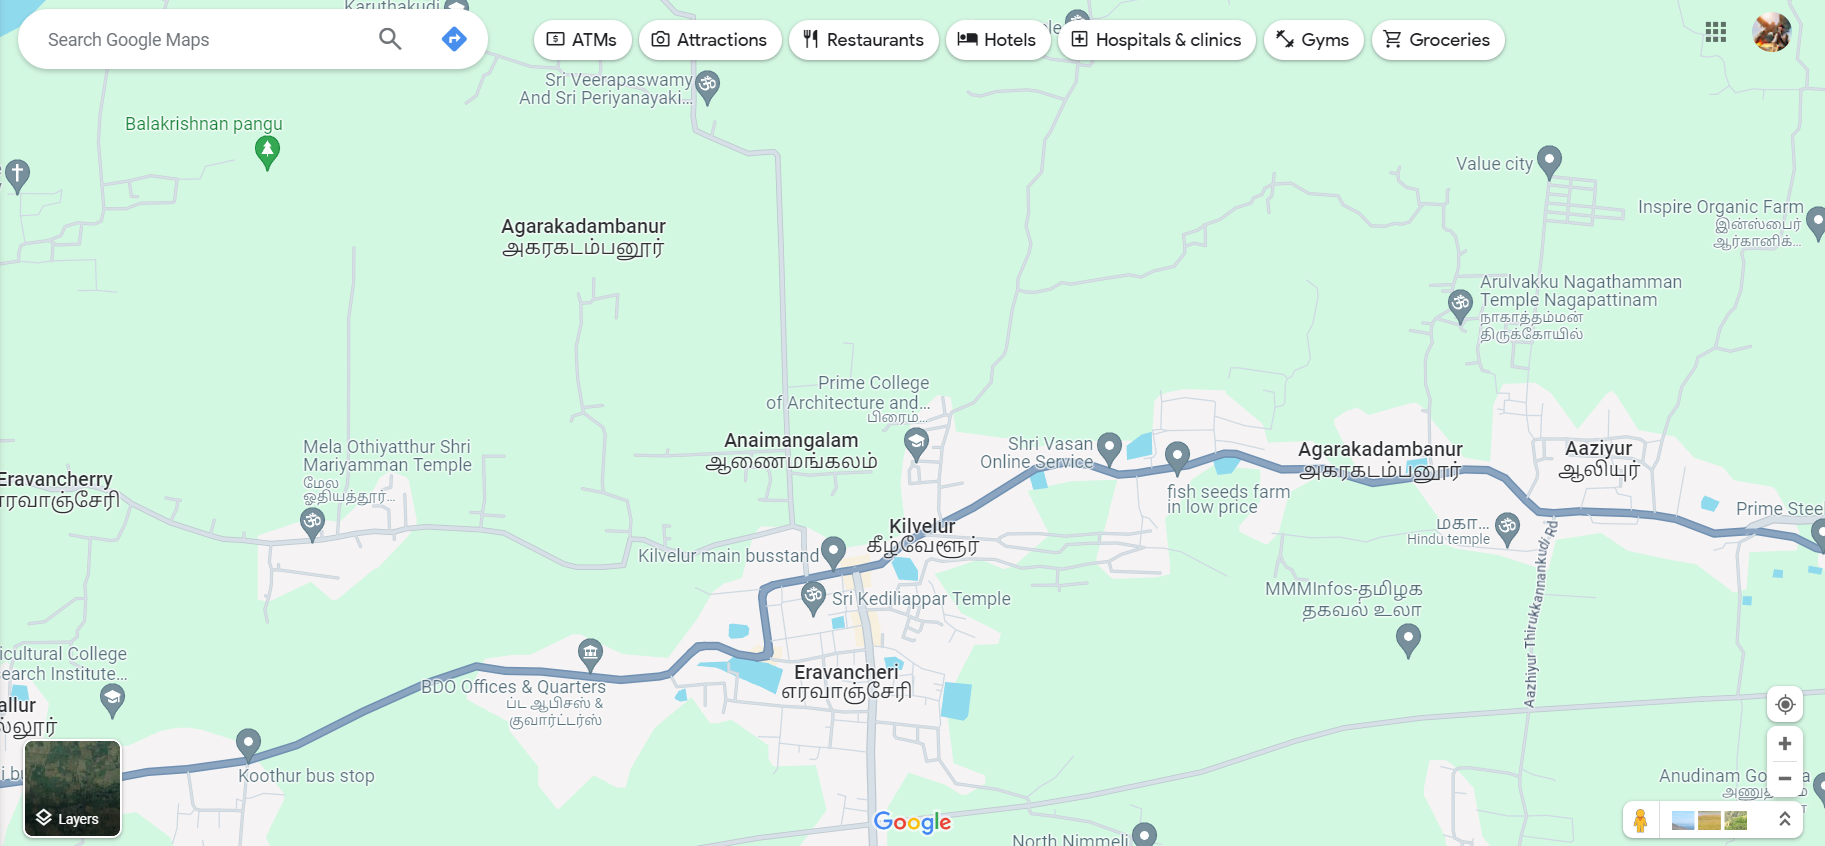 Karuthakudi
Search Google Maps
ATMs
Attractions
Restaurants
Hotels
Hospitals & clinics
Gyms
Groceries
Sri Veerapaswamy
And Sri Periyanayaki...
Balakrishnan pangu
Value city
Inspire Organic Farm
இன்ஸ்பைர்
ஆர்கானிக்...
Agarakadambanur
அகரகடம்பனூர்
Arulvakku Nagathamman
Temple Nagapattinam
நாகாத்தம்மன்
திருக்கோயில்
Prime College
of Architecture and...
பிரைம்...
Anaimangalam
ஆணைமங்கலம்
Shri Vasan
Online Service
Agarakadambanur
அகரகடம்பனூர்
Aaziyur
ஆலியுர்
Mela Othiyatthur Shri
Mariyamman Temple
மேல
ஓதியத்தூர்...
Eravancherry
எரவாஞ்சேரி
fish seeds farm
in low price
Prime Steel
மகா...
Hindu temple
Kilvelur
கீழ்வேளூர்
Kilvelur main busstand
Sri Kediliappar Temple
MMMInfos-தமிழக
தகவல் உலா
Aazhiyur Thirukkannankudi Rd
icultural College
search Institute...
Eravancheri
எரவாஞ்சேரி
BDO Offices & Quarters
ப்ட ஆபிசஸ் &
குவார்ட்டர்ஸ்
allur
ல்லூர்
Koothur bus stop
Layers
Anudinam Go
Google
North Nimmeli